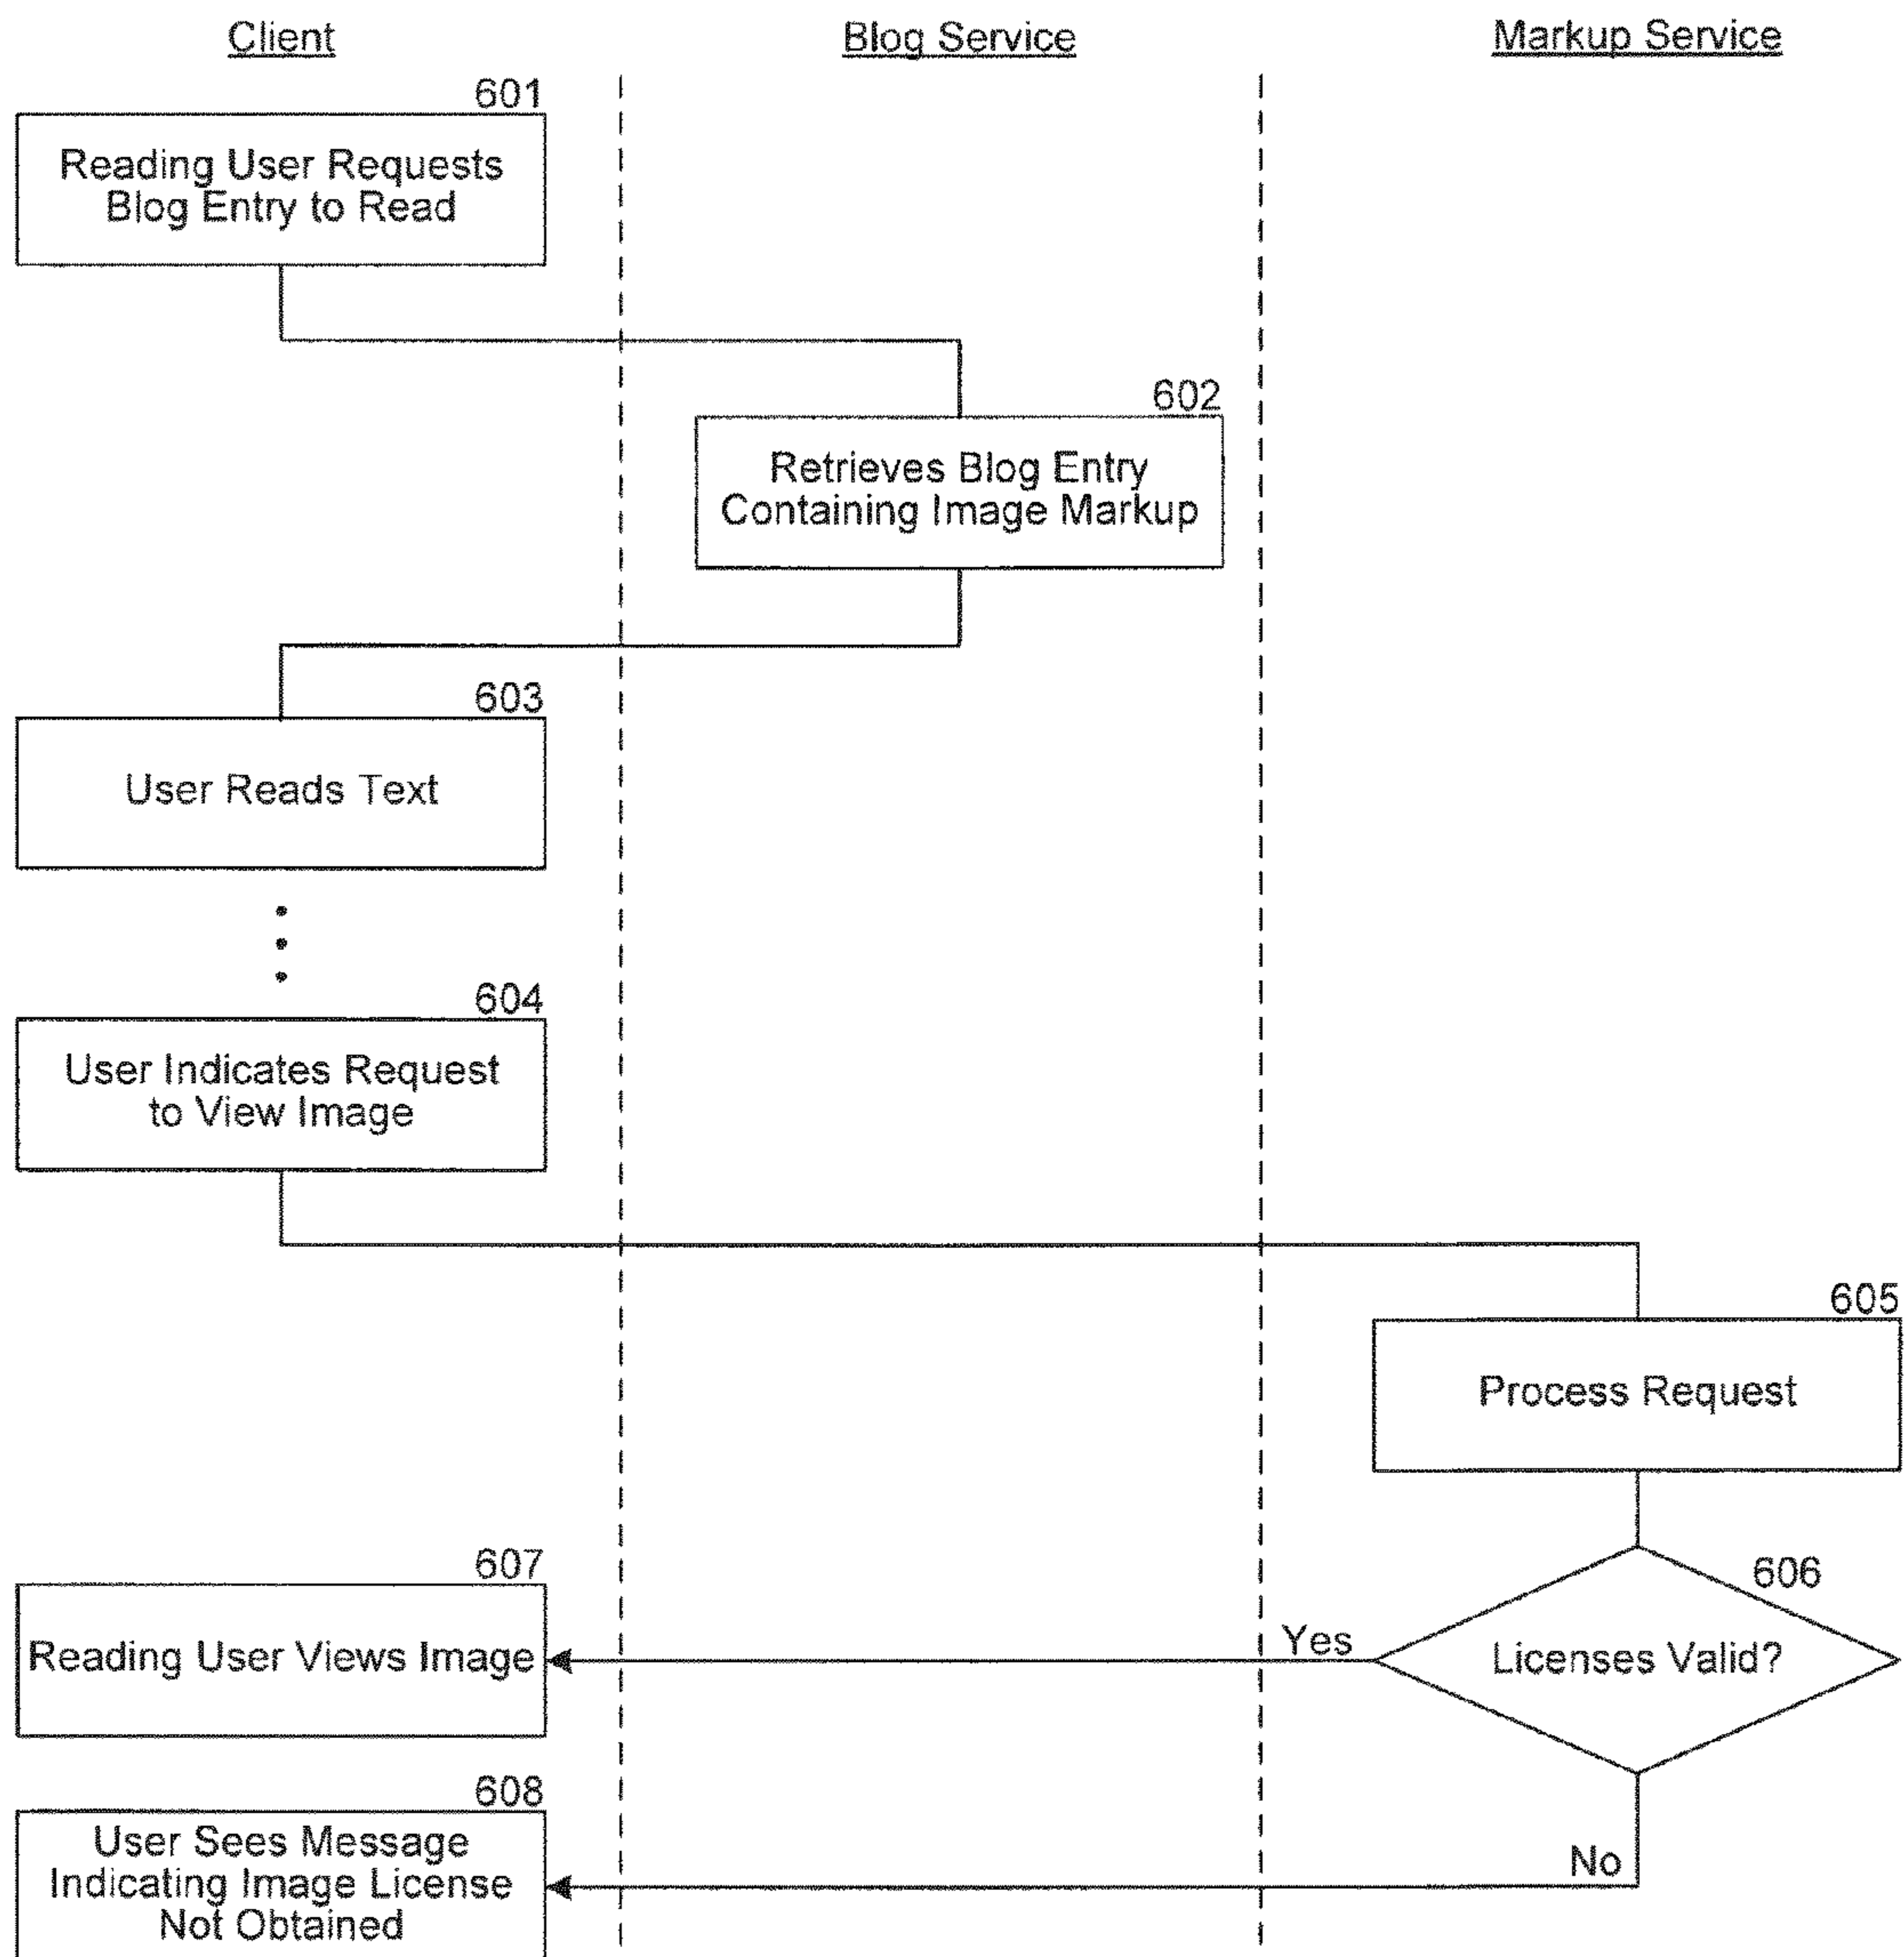 Client
Blog Service
Markup Service
601
Reading User Requests
Blog Entry to Read
602
Retrieves Blog Entry
Containing Image Markup
603
User Reads Text
604
User Indicates Request
to View Image
605
Process Request
606
Licenses Valid?
Yes
607
Reading User Views Image
No
608
User Sees Message
Indicating Image License
Not Obtained